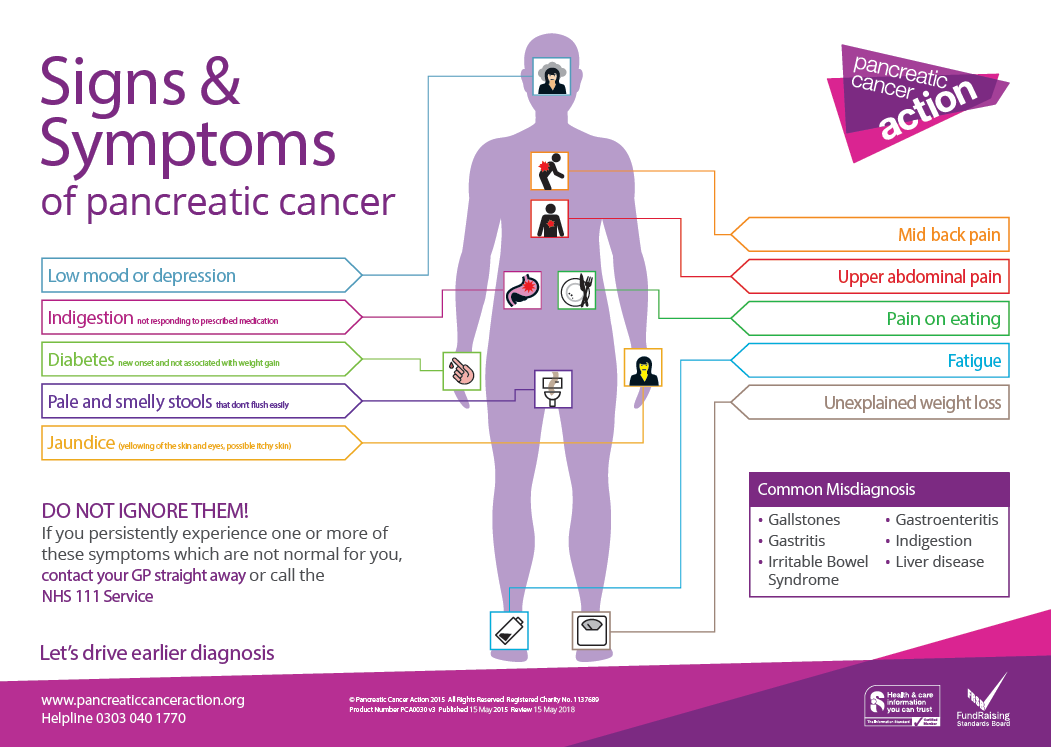 Signs &
Symptoms
of pancreatic cancer
pancreatic
cancer
action
Low mood or depression
Indigestion not responding to prescribed medication
Diabetes new onset and not associated with weight gain
Pale and smelly stools that don't flush easily
Jaundice (yellowing of the skin and eyes, possible itchy skin)
Mid back pain
Upper abdominal pain
Pain on eating
Fatigue
Unexplained weight loss
DO NOT IGNORE THEM!
If you persistently experience one or more of
these symptoms which are not normal for you,
contact your GP straight away or call the
NHS 111 Service
Common Misdiagnosis
• Gallstones
• Gastritis
• Irritable Bowel
Syndrome
• Gastroenteritis
• Indigestion
• Liver disease
Let's drive earlier diagnosis
www.pancreaticcanceraction.org
Helpline 0303 040 1770
© Pancreatic Cancer Action 2015 All Rights Reserved Registered Charity No. 1137689
Product Number PCA0030 v3 Published 15 May 2015 Review 15 May 2018
Health & care
information
you can trust
The Information Standard
Certified
Member
FundRaising
Standards Board